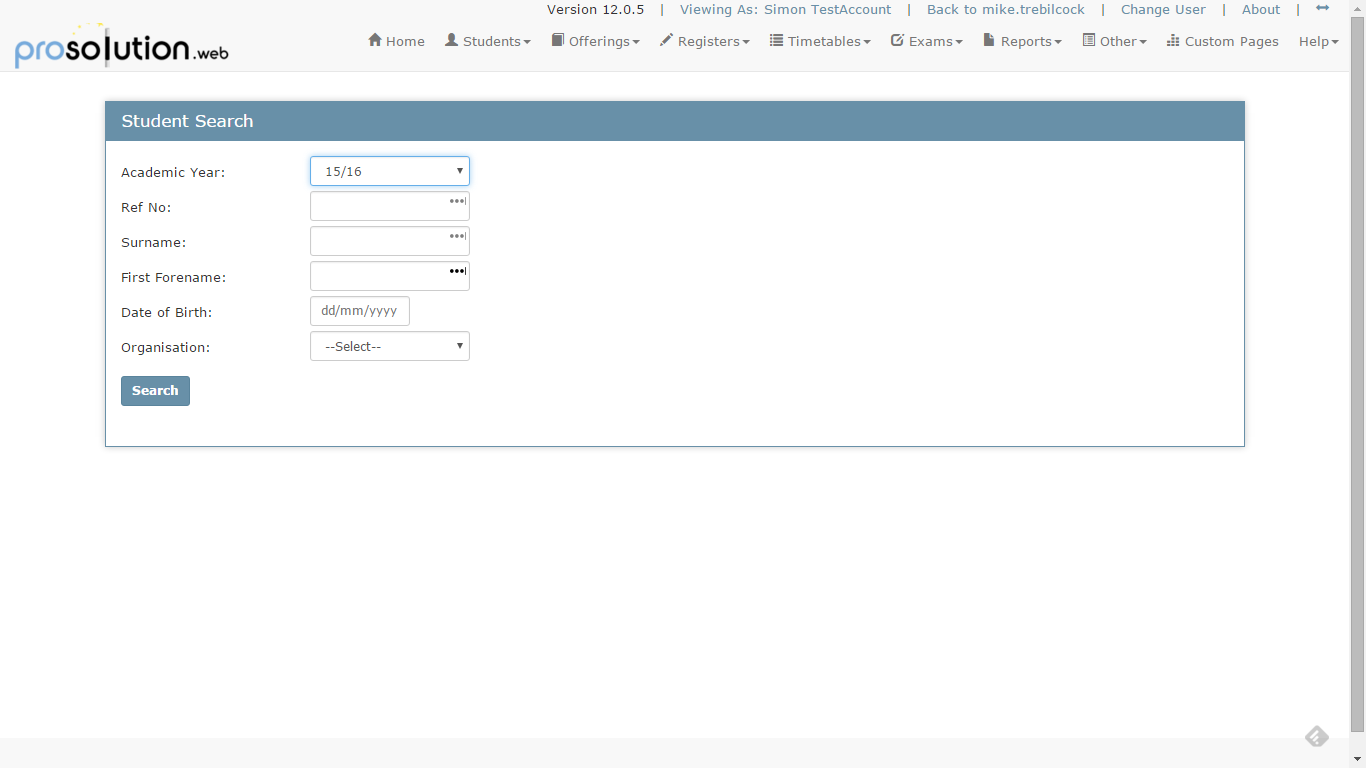 Version 12.0.5 | Viewing As: Simon TestAccount | Back to mike.trebilcock | Change User | About |
prosolution.web
Home Students Offerings Registers Timetables Exams Reports Other Custom Pages Help
Student Search
Academic Year: 15/16
Ref No:
Surname:
First Forename:
Date of Birth: dd/mm/yyyy
Organisation: --Select--
Search